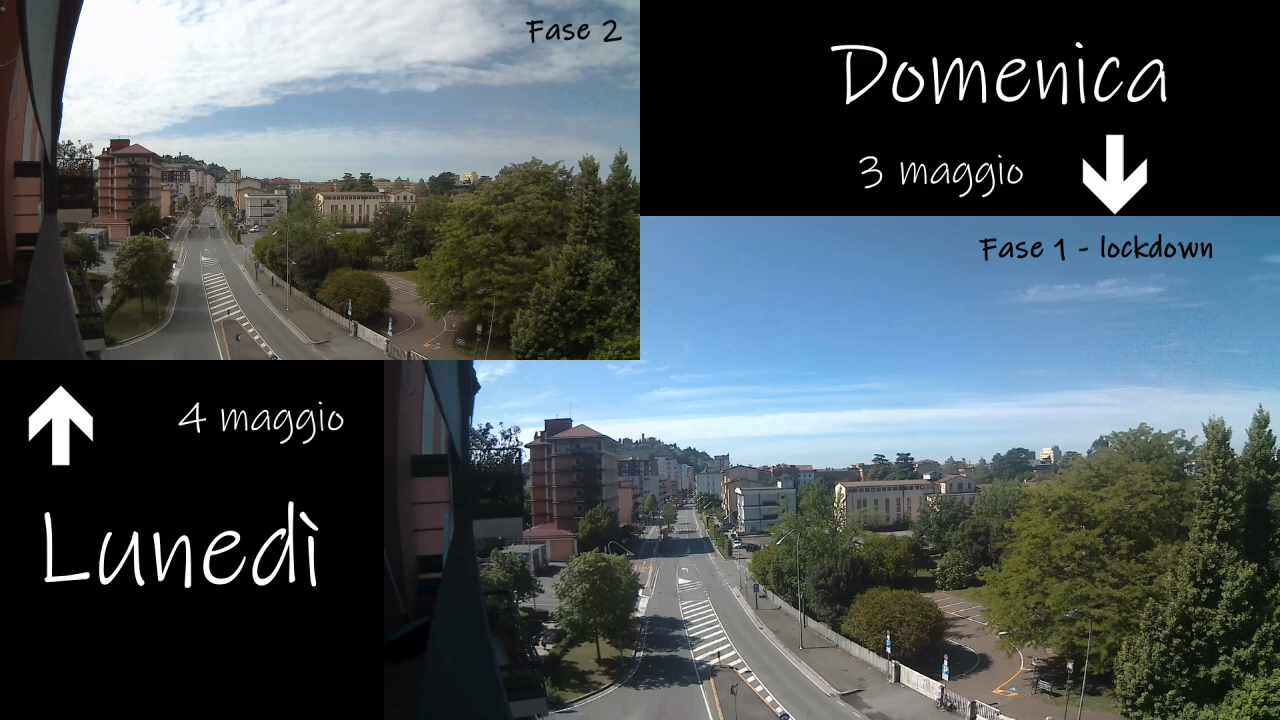 Fase 2
Domenica
3 maggio
Fase 1 - lockdown
4 maggio
Lunedì